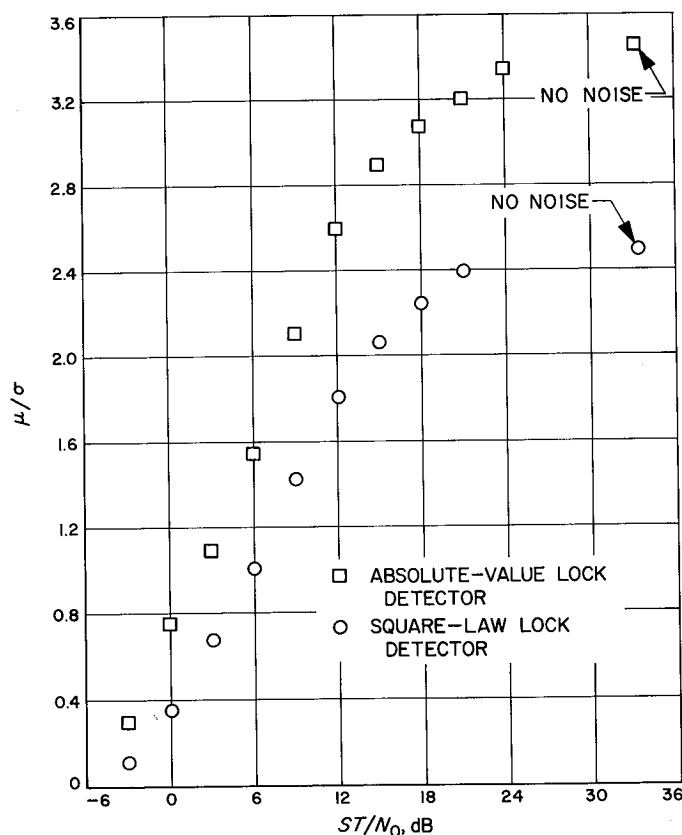 3.6
3.2
NO NOISE
2.8
NO NOISE
2.4
2.0
μ/σ
1.6
1.2
□ ABSOLUTE-VALUE LOCK
DETECTOR
0.8
○ SQUARE-LAW LOCK
DETECTOR
0.4
0
-6 0 6 12 18 24 30 36
ST/N₀, dB